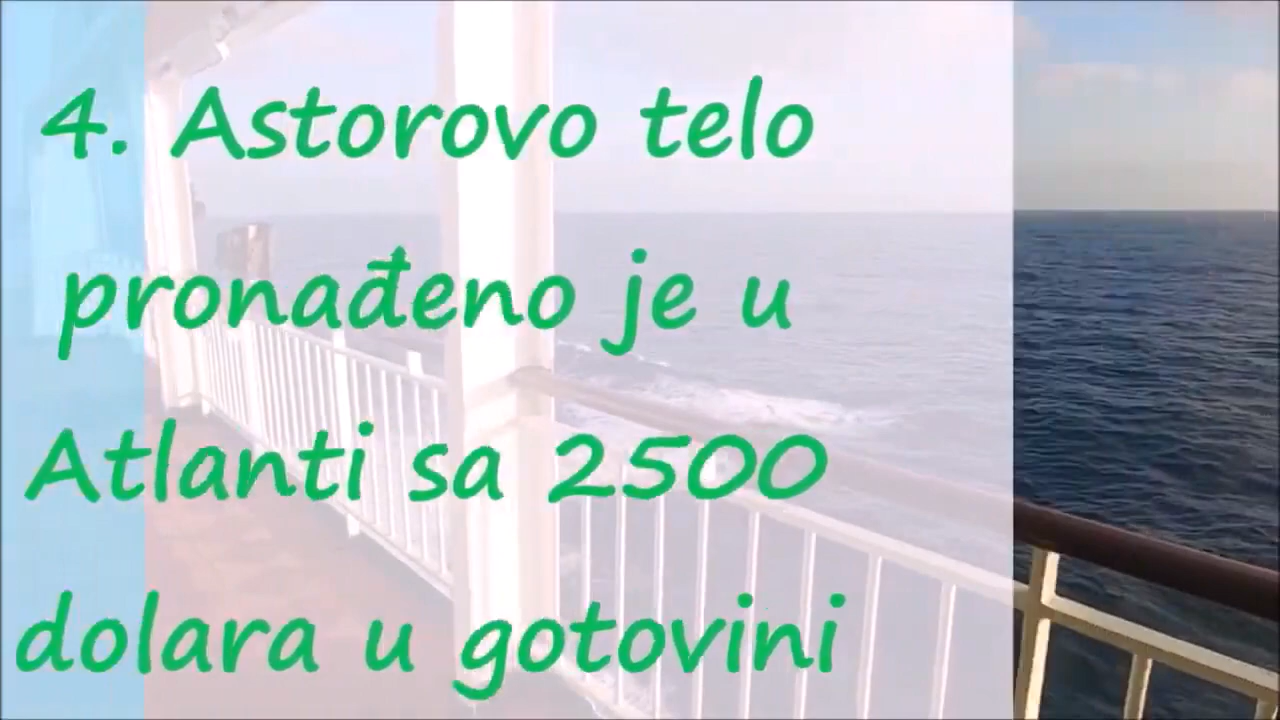 4. Astorovo telo
pronađeno je u
Atlanti sa 2500
dolara u gotovini